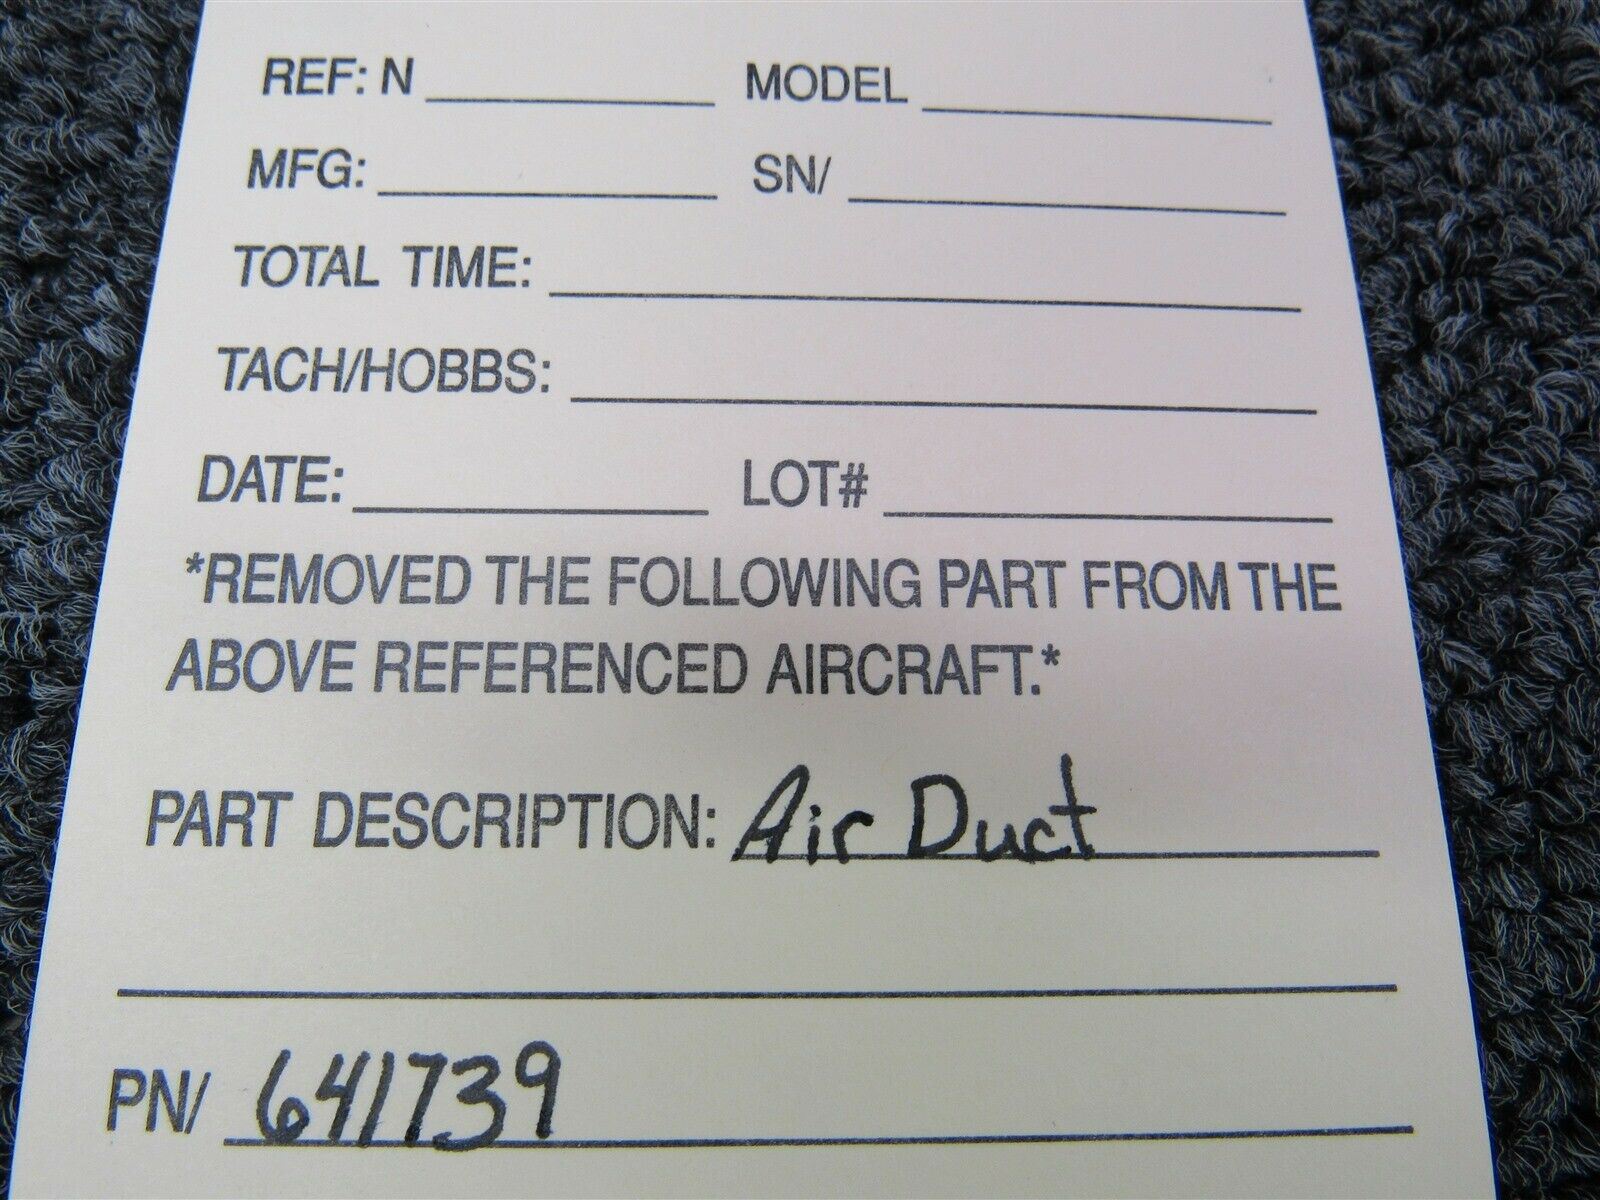 REF: N MODEL
MFG: SN/
TOTAL TIME:
TACH/HOBBS:
DATE: LOT#
*REMOVED THE FOLLOWING PART FROM THE
ABOVE REFERENCED AIRCRAFT.*
PART DESCRIPTION: Air Duct
PN/ 641739